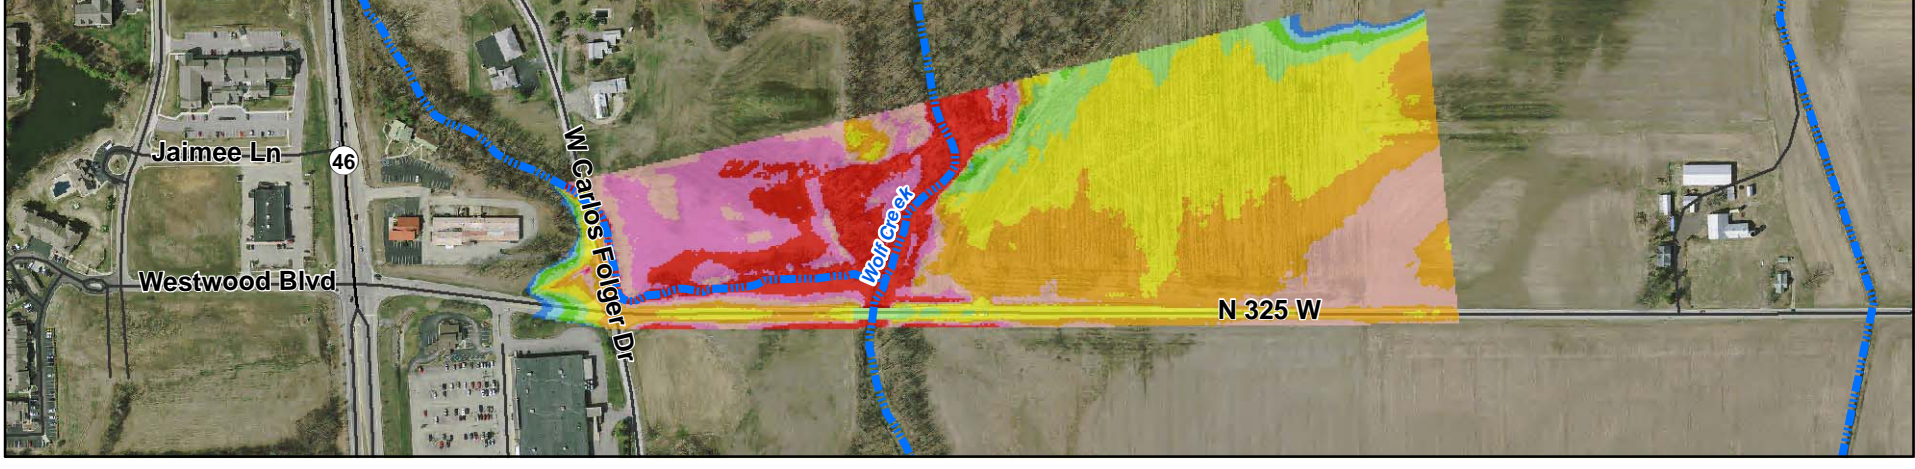 Jaimee Ln
46
W Carlos Folger Dr
Wolf Creek
Westwood Blvd
N 325 W